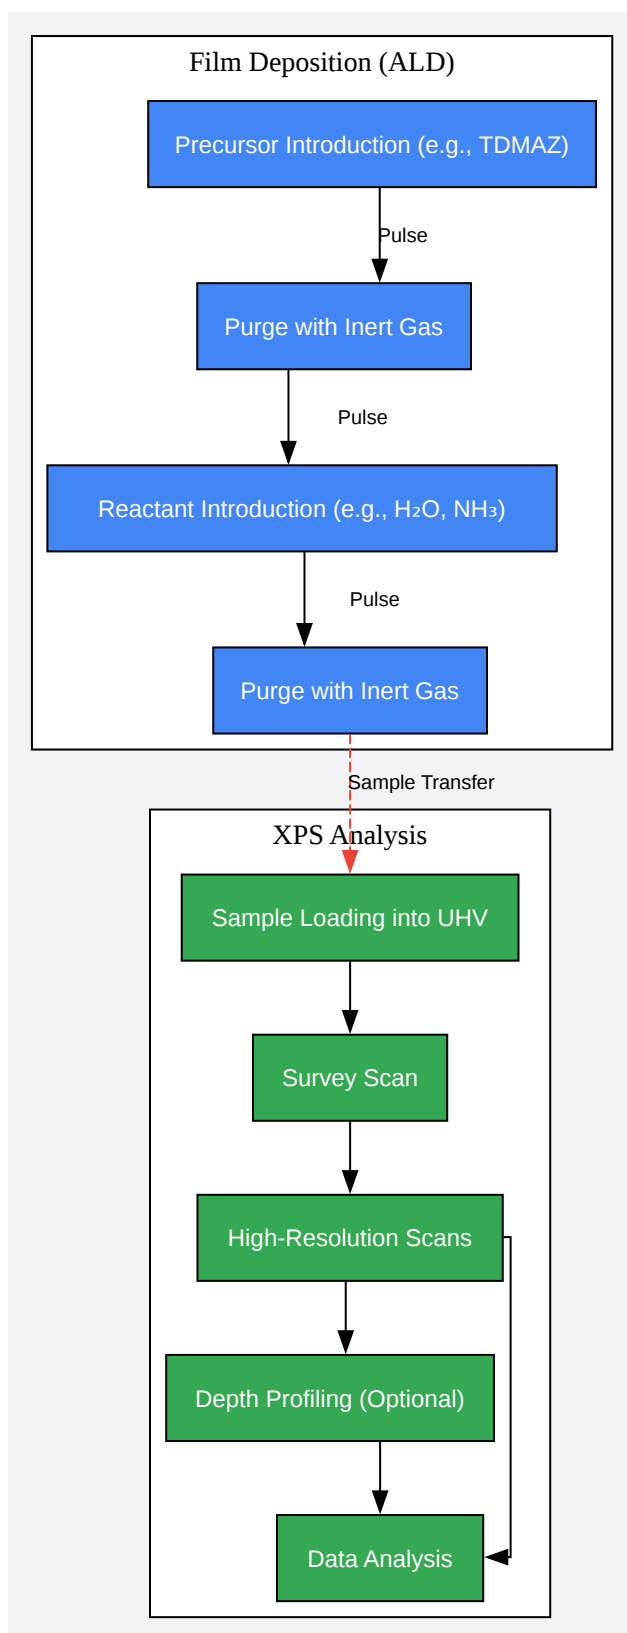 Film Deposition (ALD)
Precursor Introduction (e.g., TDMAZ)
Pulse
Purge with Inert Gas
Pulse
Reactant Introduction (e.g., H₂O, NH₃)
Pulse
Purge with Inert Gas
Sample Transfer
XPS Analysis
Sample Loading into UHV
Survey Scan
High-Resolution Scans
Depth Profiling (Optional)
Data Analysis